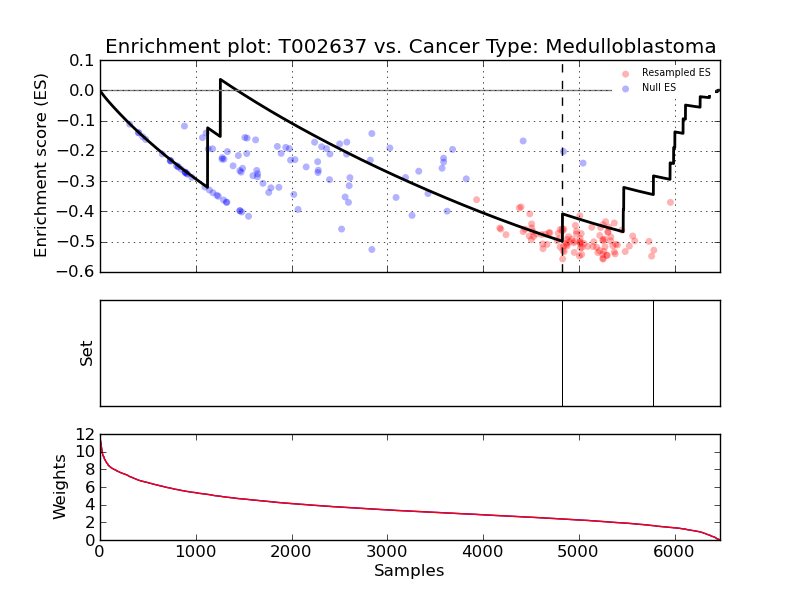 Enrichment plot: T002637 vs. Cancer Type: Medulloblastoma
Enrichment score (ES)
0.1
0.0
−0.1
−0.2
−0.3
−0.4
−0.5
−0.6
Resampled ES
Null ES
Set
Weights
12
10
8
6
4
2
0
0 1000 2000 3000 4000 5000 6000
Samples